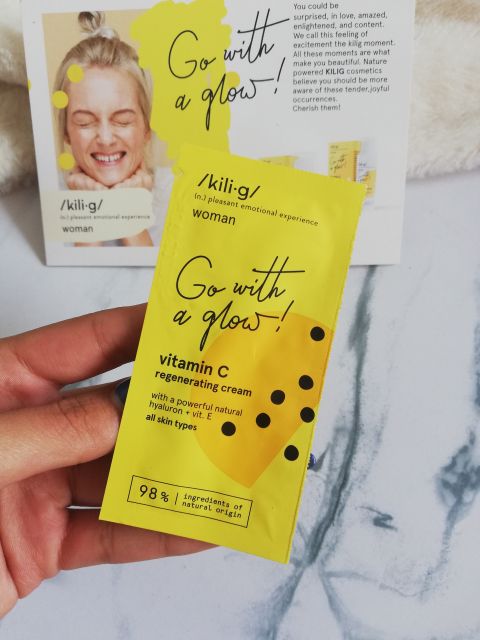 Go with
a glow!
You could be
surprised, in love, amazed,
enlightened, and content.
We call this feeling of
excitement the kilig moment.
All these moments are what
make you beautiful. Nature
powered KILIG cosmetics
believe you should be more
aware of these tender, joyful
occurrences.
Cherish them!
/kili·g/
(n.) pleasant emotional experience
woman
/kili·g/
(n.) pleasant emotional experience
woman
Go with
a glow!
vitamin C
regenerating cream
with a powerful natural
hyaluron + vit. E
all skin types
98% | ingredients of
natural origin